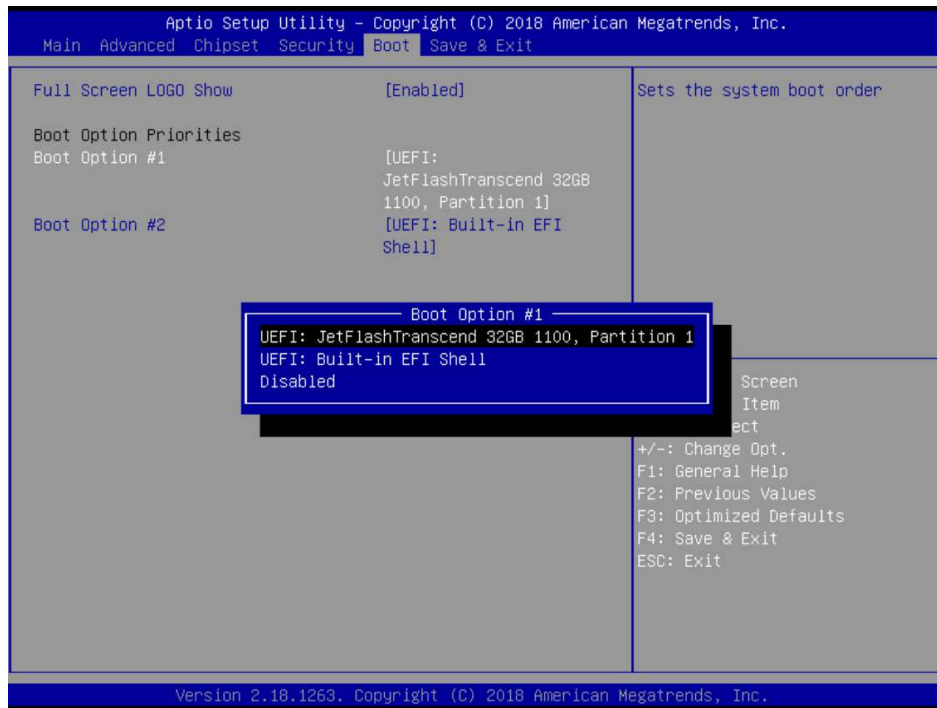 Aptio Setup Utility – Copyright (C) 2018 American Megatrends, Inc.
Main Advanced Chipset Security Boot Save & Exit
Full Screen LOGO Show [Enabled]
Sets the system boot order
Boot Option Priorities
Boot Option #1 [UEFI:
JetFlashTranscend 32GB
1100, Partition 1]
Boot Option #2 [UEFI: Built-in EFI
Shell]
Boot Option #1
UEFI: JetFlashTranscend 32GB 1100, Partition 1
UEFI: Built-in EFI Shell
Disabled
Screen
Item
ect
+/-: Change Opt.
F1: General Help
F2: Previous Values
F3: Optimized Defaults
F4: Save & Exit
ESC: Exit
Version 2.18.1263. Copyright (C) 2018 American Megatrends, Inc.